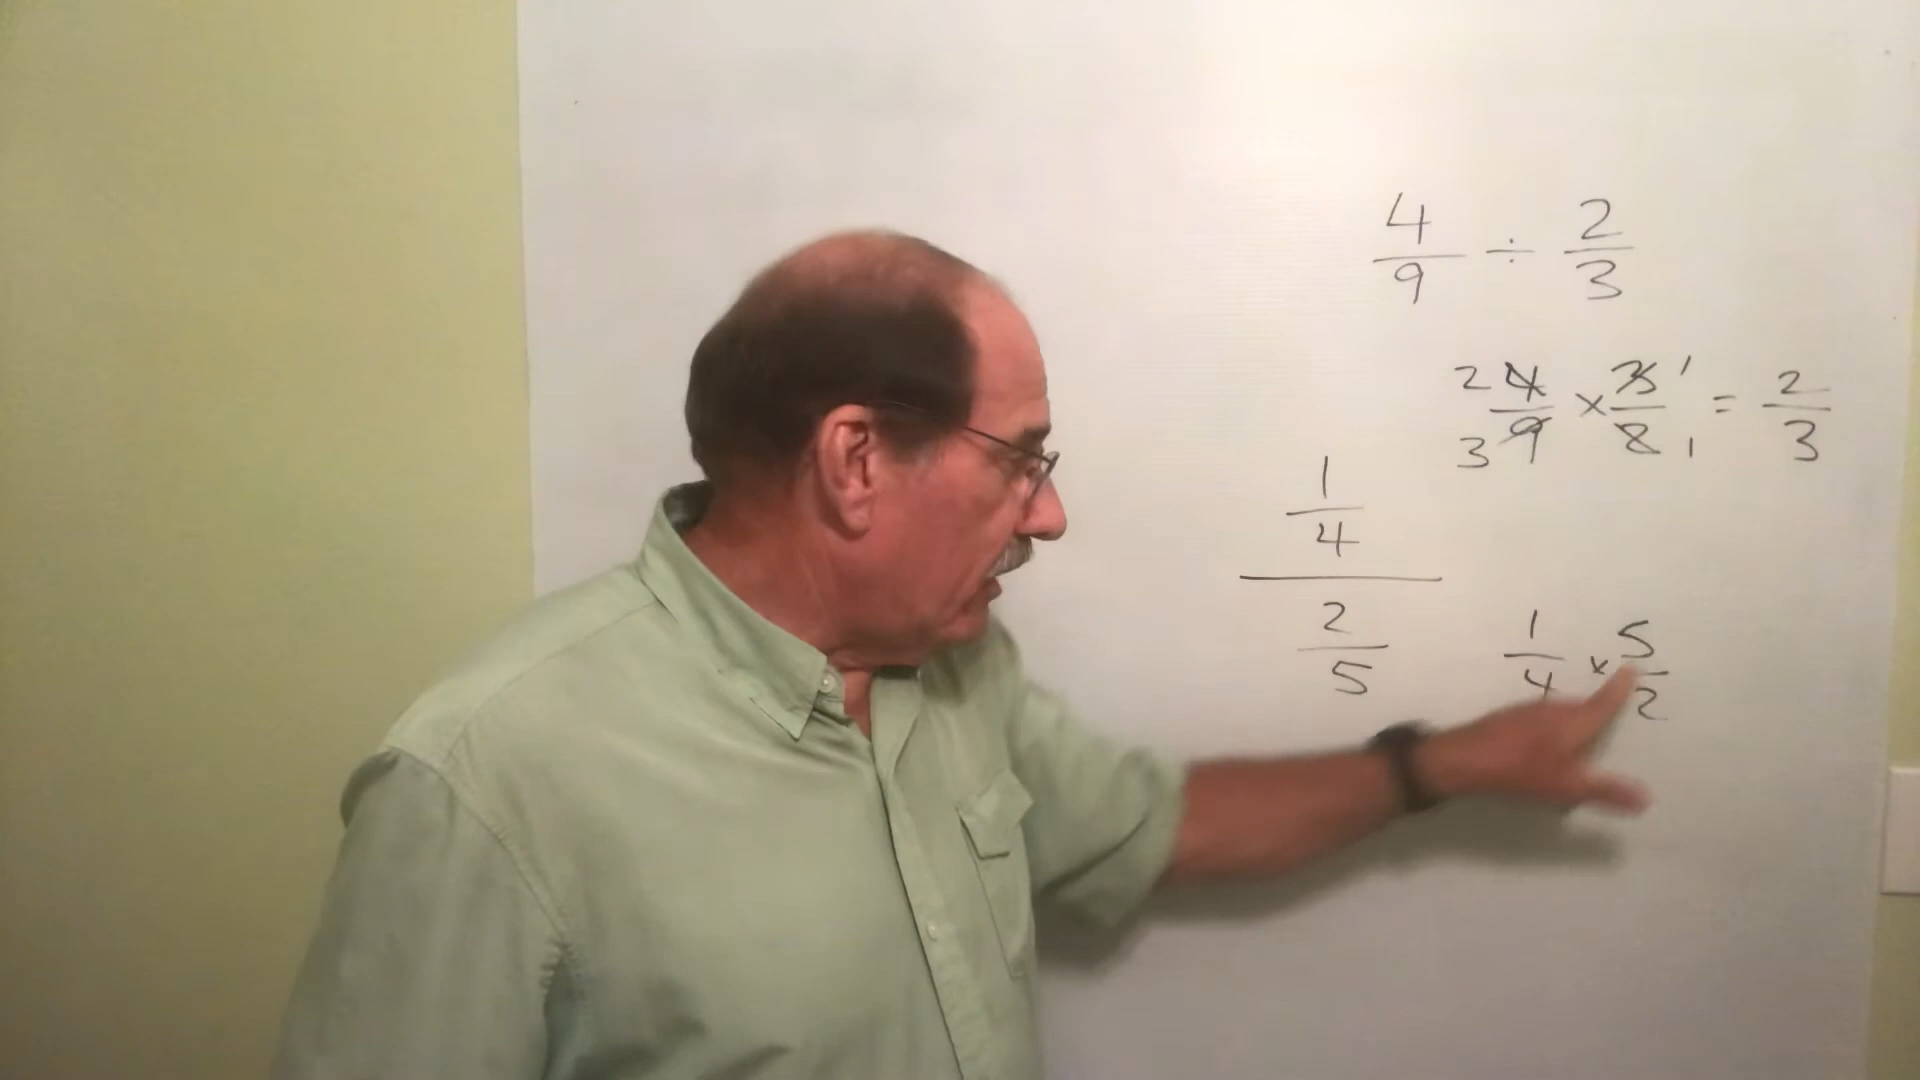 4/9 ÷ 2/3
2 4/9 3 × 3/2 1 1 = 2/3
1/4
2/5
1/4 × 5/2